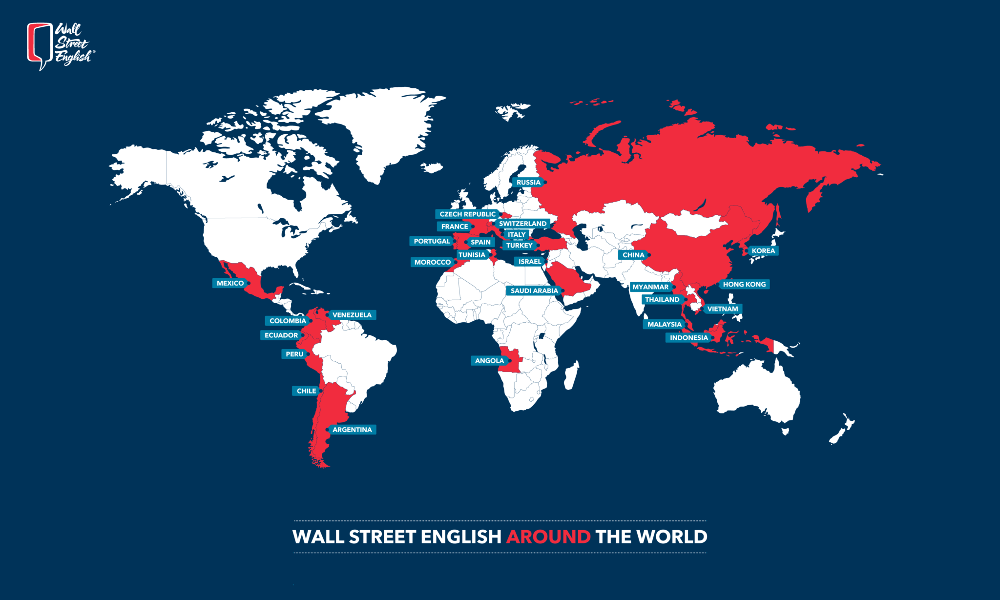 Wall
Street
English®
RUSSIA
CZECH REPUBLIC
SWITZERLAND
FRANCE
ITALY
PORTUGAL
SPAIN
TURKEY
TUNISIA
CHINA
KOREA
MOROCCO
ISRAEL
MEXICO
HONG KONG
MYANMAR
SAUDI ARABIA
THAILAND
VIETNAM
VENEZUELA
COLOMBIA
MALAYSIA
ECUADOR
INDONESIA
PERU
ANGOLA
CHILE
ARGENTINA
WALL STREET ENGLISH AROUND THE WORLD